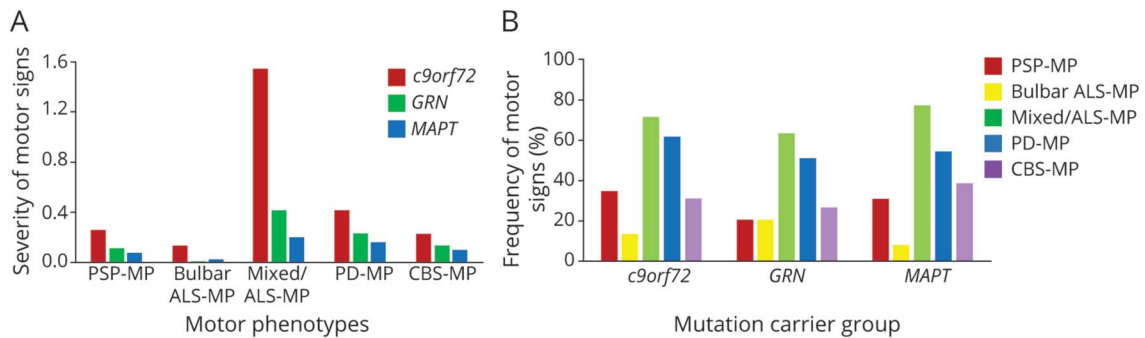 A
Severity of motor signs
1.6
1.2
0.8
0.4
0.0
c9orf72
GRN
MAPT
PSP-MP
Bulbar
ALS-MP
Mixed/
ALS-MP
PD-MP
CBS-MP
Motor phenotypes
B
Frequency of motor
signs (%)
100
80
60
40
20
0
c9orf72
GRN
MAPT
Mutation carrier group
PSP-MP
Bulbar ALS-MP
Mixed/ALS-MP
PD-MP
CBS-MP